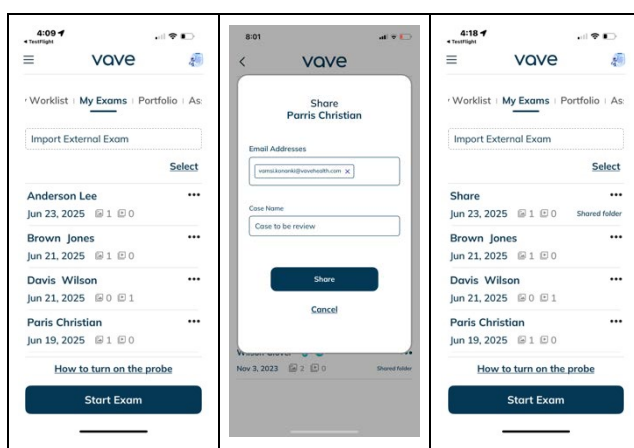 4:09
TestFlight
vave
Worklist My Exams Portfolio As:
Import External Exam
Select
Anderson Lee
Jun 23, 2025 1 0
Brown Jones
Jun 21, 2025 1 0
Davis Wilson
Jun 21, 2025 0 1
Paris Christian
Jun 19, 2025 1 0
How to turn on the probe
Start Exam
8:01
vave
Share
Parris Christian
Email Addresses
vamsi.konanki@vavehealth.com X
Case Name
Case to be review
Share
Cancel
Nov 3, 2023 2 0 Shared folder
4:18
TestFlight
vave
Worklist My Exams Portfolio As:
Import External Exam
Select
Share
Jun 23, 2025 1 0 Shared folder
Brown Jones
Jun 21, 2025 1 0
Davis Wilson
Jun 21, 2025 0 1
Paris Christian
Jun 19, 2025 1 0
How to turn on the probe
Start Exam